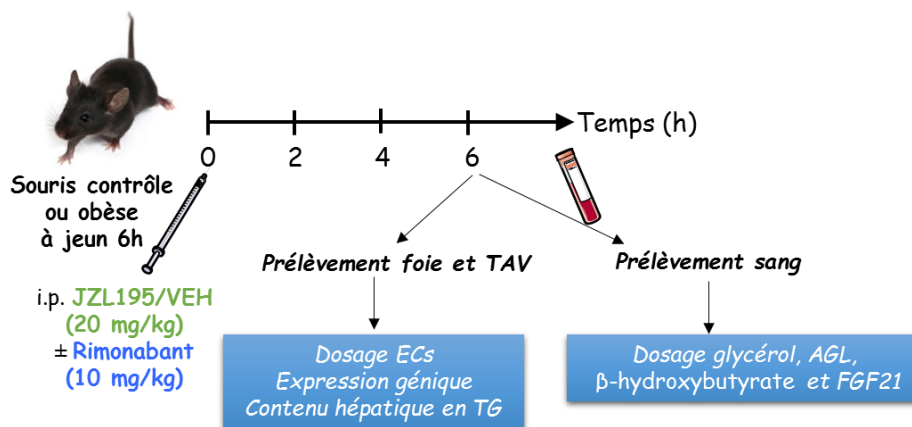 Temps (h)
0 2 4 6
Souris contrôle
ou obèse
à jeun 6h
i.p. JZL195/VEH
(20 mg/kg)
± Rimonabant
(10 mg/kg)
Prélèvement foie et TAV
Prélèvement sang
Dosage ECs
Expression génique
Contenu hépatique en TG
Dosage glycérol, AGL,
β-hydroxybutyrate et FGF21